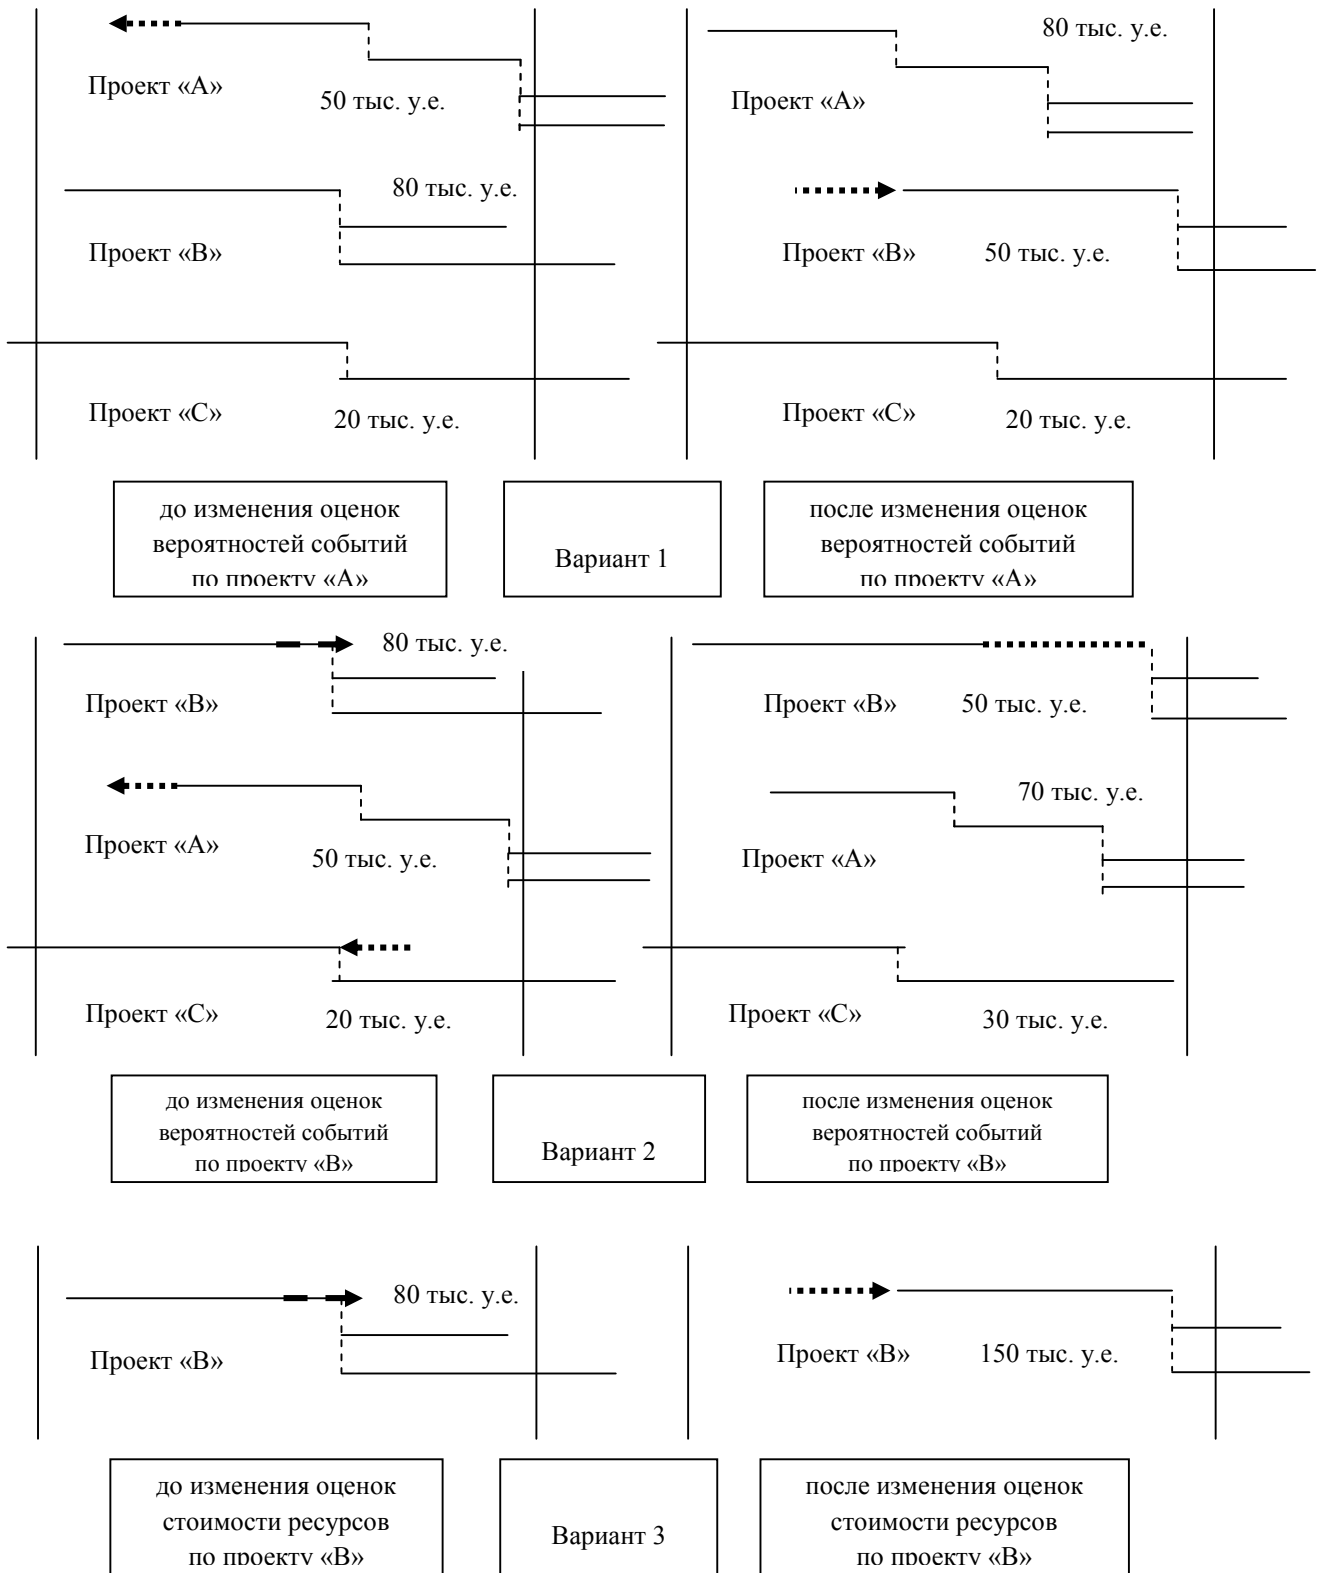 80 тыс. у.е.
Проект «А»
50 тыс. у.е.
Проект «А»
80 тыс. у.е.
Проект «В»
Проект «В»
50 тыс. у.е.
Проект «С»
20 тыс. у.е.
Проект «С»
20 тыс. у.е.
до изменения оценок
вероятностей событий
по проекту «А»
Вариант 1
после изменения оценок
вероятностей событий
по проекту «А»
80 тыс. у.е.
Проект «В»
Проект «В»
50 тыс. у.е.
70 тыс. у.е.
Проект «А»
50 тыс. у.е.
Проект «А»
Проект «С»
20 тыс. у.е.
Проект «С»
30 тыс. у.е.
до изменения оценок
вероятностей событий
по проекту «В»
Вариант 2
после изменения оценок
вероятностей событий
по проекту «В»
80 тыс. у.е.
Проект «В»
Проект «В»
150 тыс. у.е.
до изменения оценок
стоимости ресурсов
по проекту «В»
Вариант 3
после изменения оценок
стоимости ресурсов
по проекту «В»